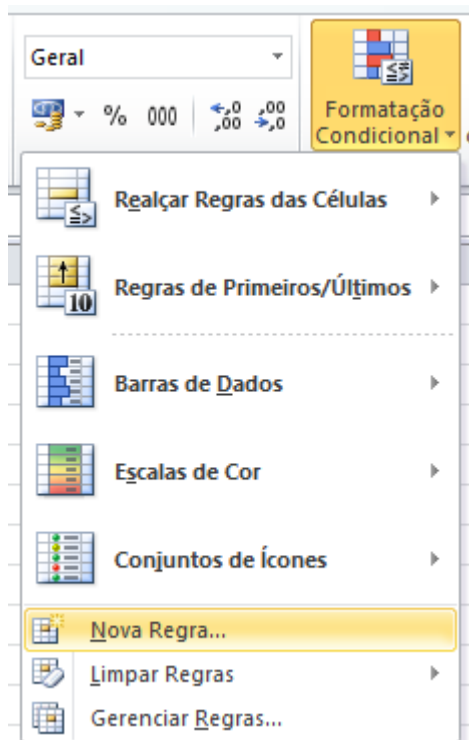 Geral
% 000 ,0 ,00 ,00 ,0
Formatação
Condicional
Realçar Regras das Células
10
Regras de Primeiros/Últimos
Barras de Dados
Escalas de Cor
Conjuntos de Ícones
Nova Regra...
Limpar Regras
Gerenciar Regras...